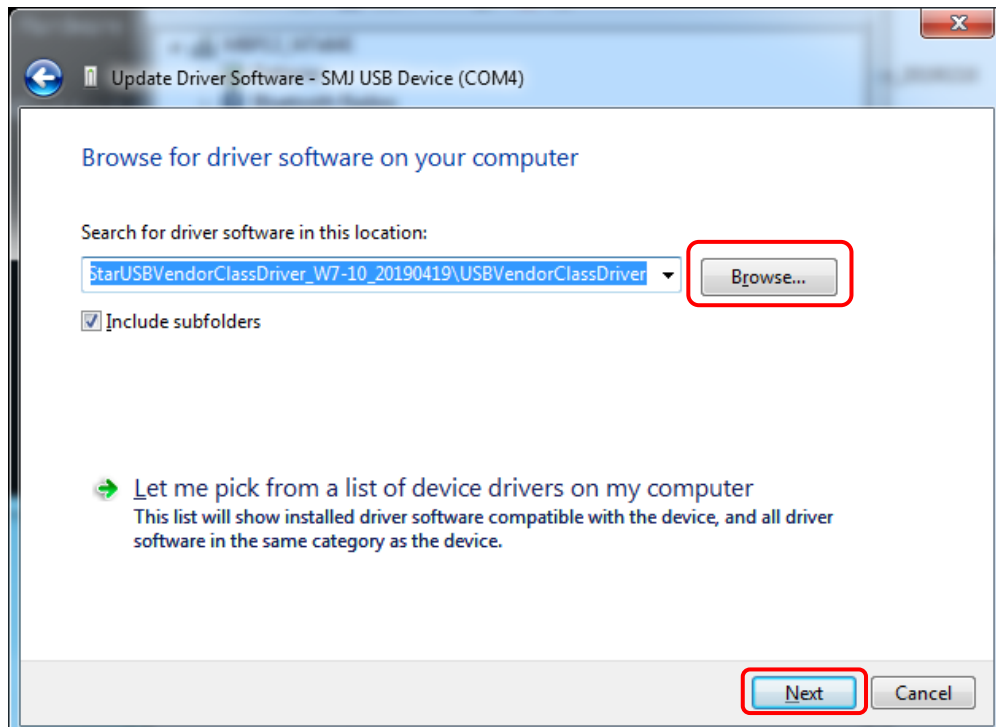 Update Driver Software - SMJ USB Device (COM4)
Browse for driver software on your computer
Search for driver software in this location:
StarUSBVendorClassDriver_W7-10_20190419\USBVendorClassDriver
Browse...
Include subfolders
Let me pick from a list of device drivers on my computer
This list will show installed driver software compatible with the device, and all driver
software in the same category as the device.
Next
Cancel